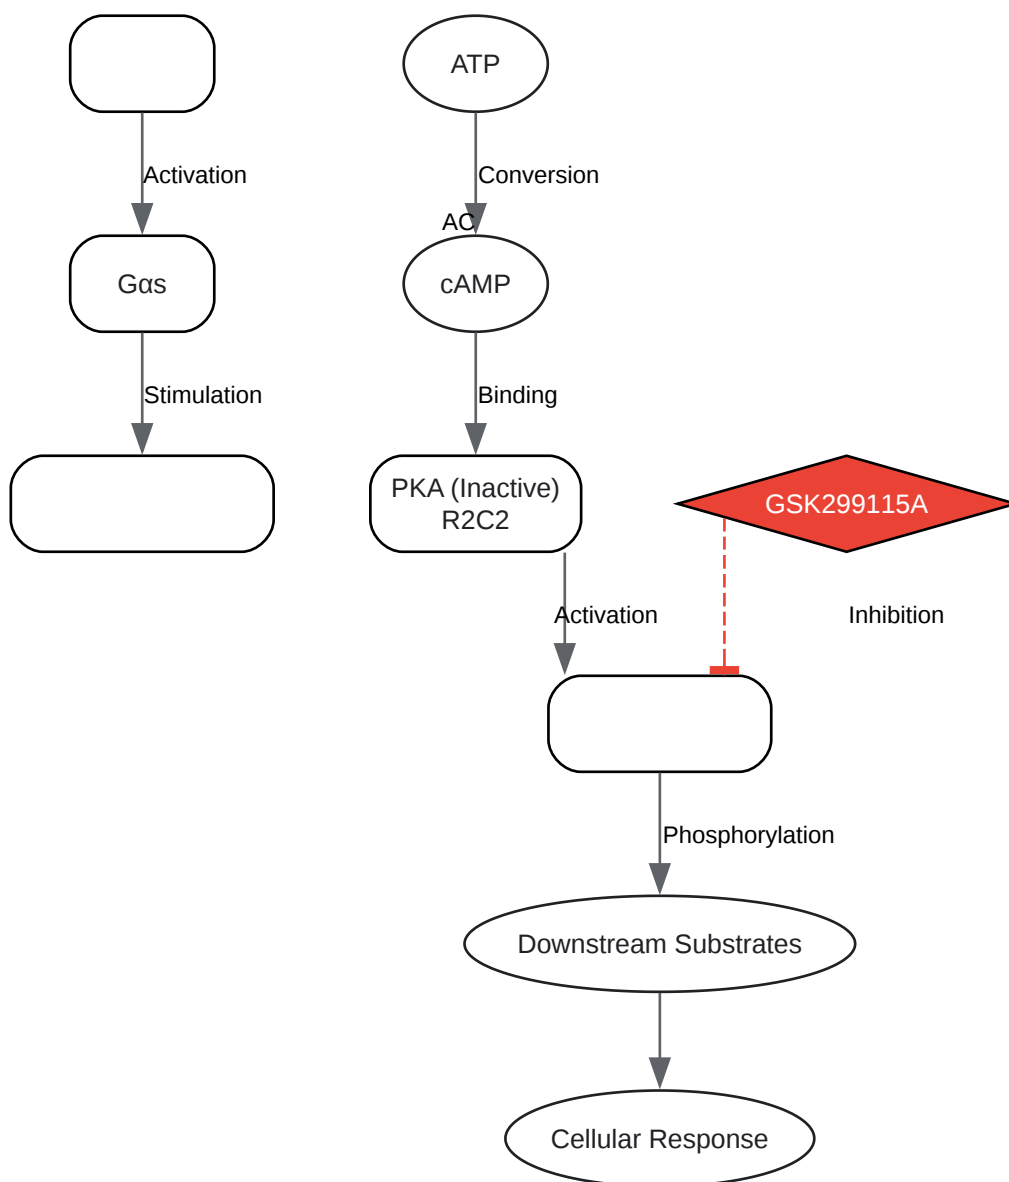 ATP
Activation
Conversion
AC
Gαs
cAMP
Stimulation
Binding
PKA (Inactive)
R2C2
GSK299115A
Activation
Inhibition
Phosphorylation
Downstream Substrates
Cellular Response